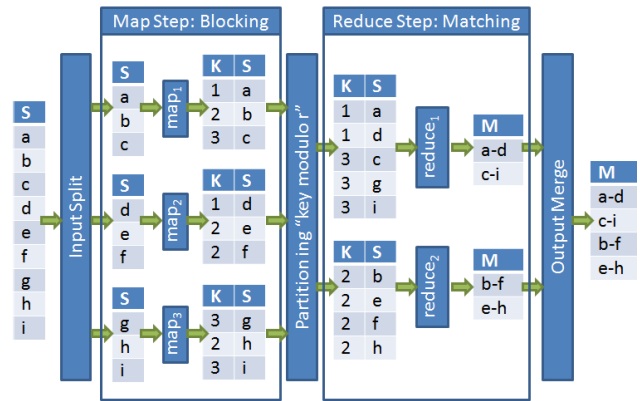 Map Step: Blocking
Reduce Step: Matching
S
a
b
c
d
e
f
g
h
i
Input Split
S
a
b
c
map1
K S
1 a
2 b
3 c
S
d
e
f
map2
K S
1 d
2 e
2 f
S
g
h
i
map3
K S
3 g
2 h
3 i
Partitioning “key modulo r”
K S
1 a
1 d
3 c
3 g
3 i
reduce1
M
a-d
c-i
K S
2 b
2 e
2 f
2 h
reduce2
M
b-f
e-h
Output Merge
M
a-d
c-i
b-f
e-h